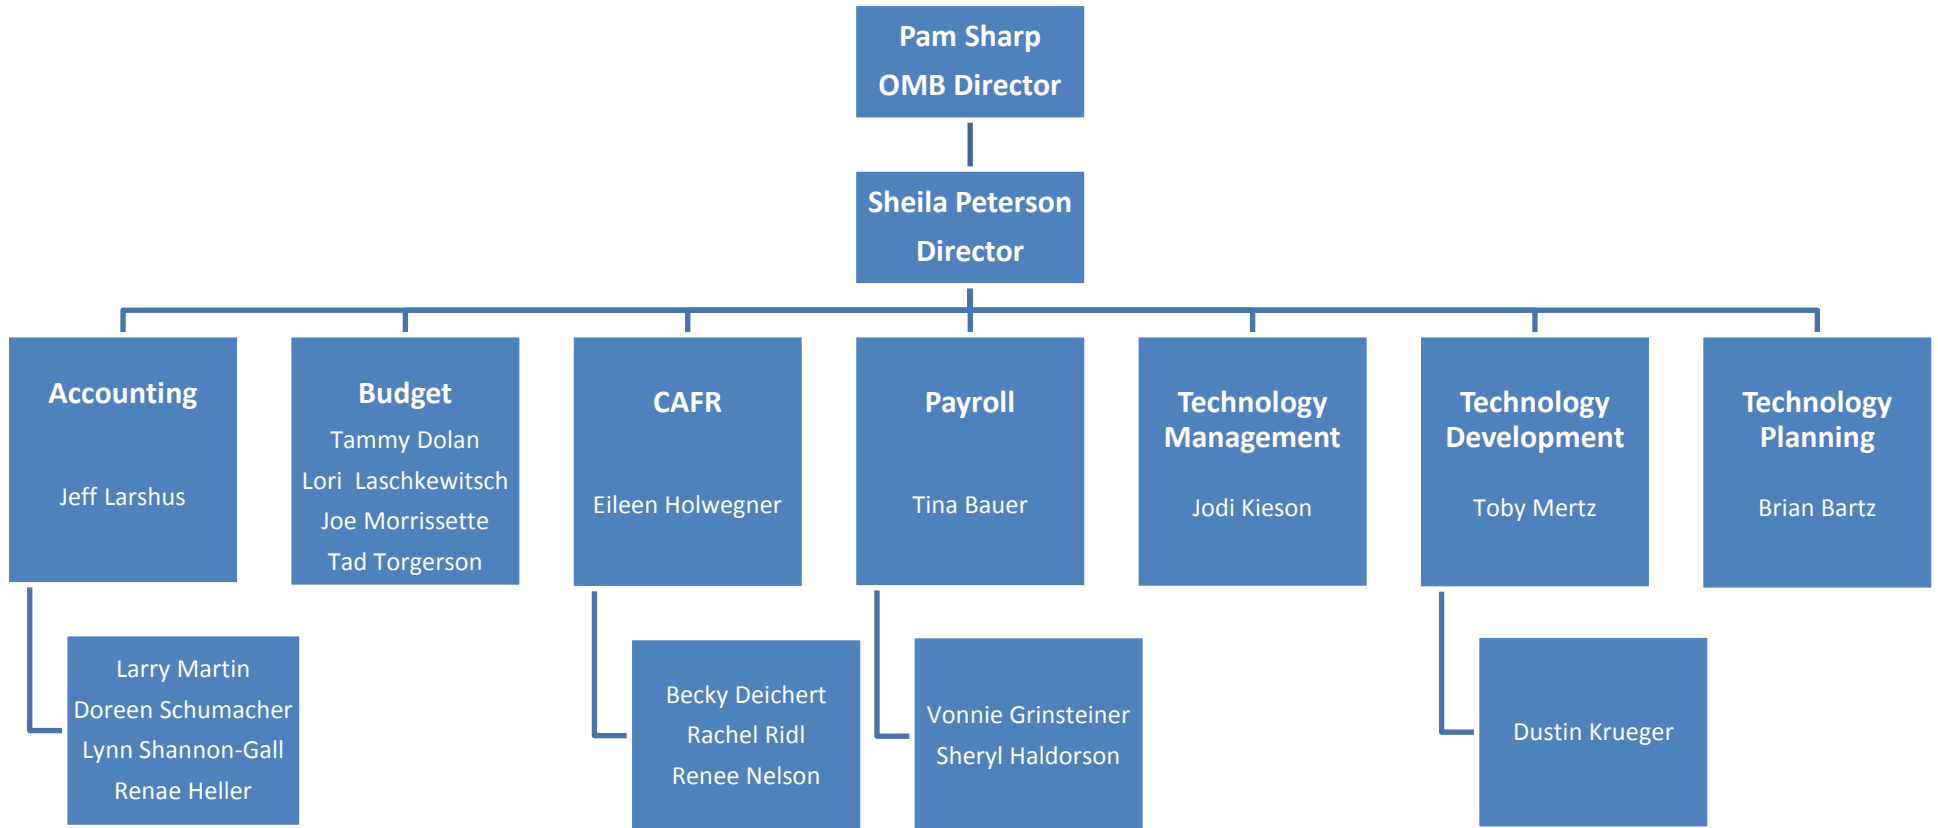 Pam Sharp
OMB Director
Sheila Peterson
Director
Accounting
Jeff Larshus
Larry Martin
Doreen Schumacher
Lynn Shannon-Gall
Renae Heller
Budget
Tammy Dolan
Lori Laschkewitsch
Joe Morrissette
Tad Torgerson
CAFR
Eileen Holwegner
Becky Deichert
Rachel Ridl
Renee Nelson
Payroll
Tina Bauer
Vonnie Grinsteiner
Sheryl Haldorson
Technology
Management
Jodi Kieson
Technology
Development
Toby Mertz
Dustin Krueger
Technology
Planning
Brian Bartz